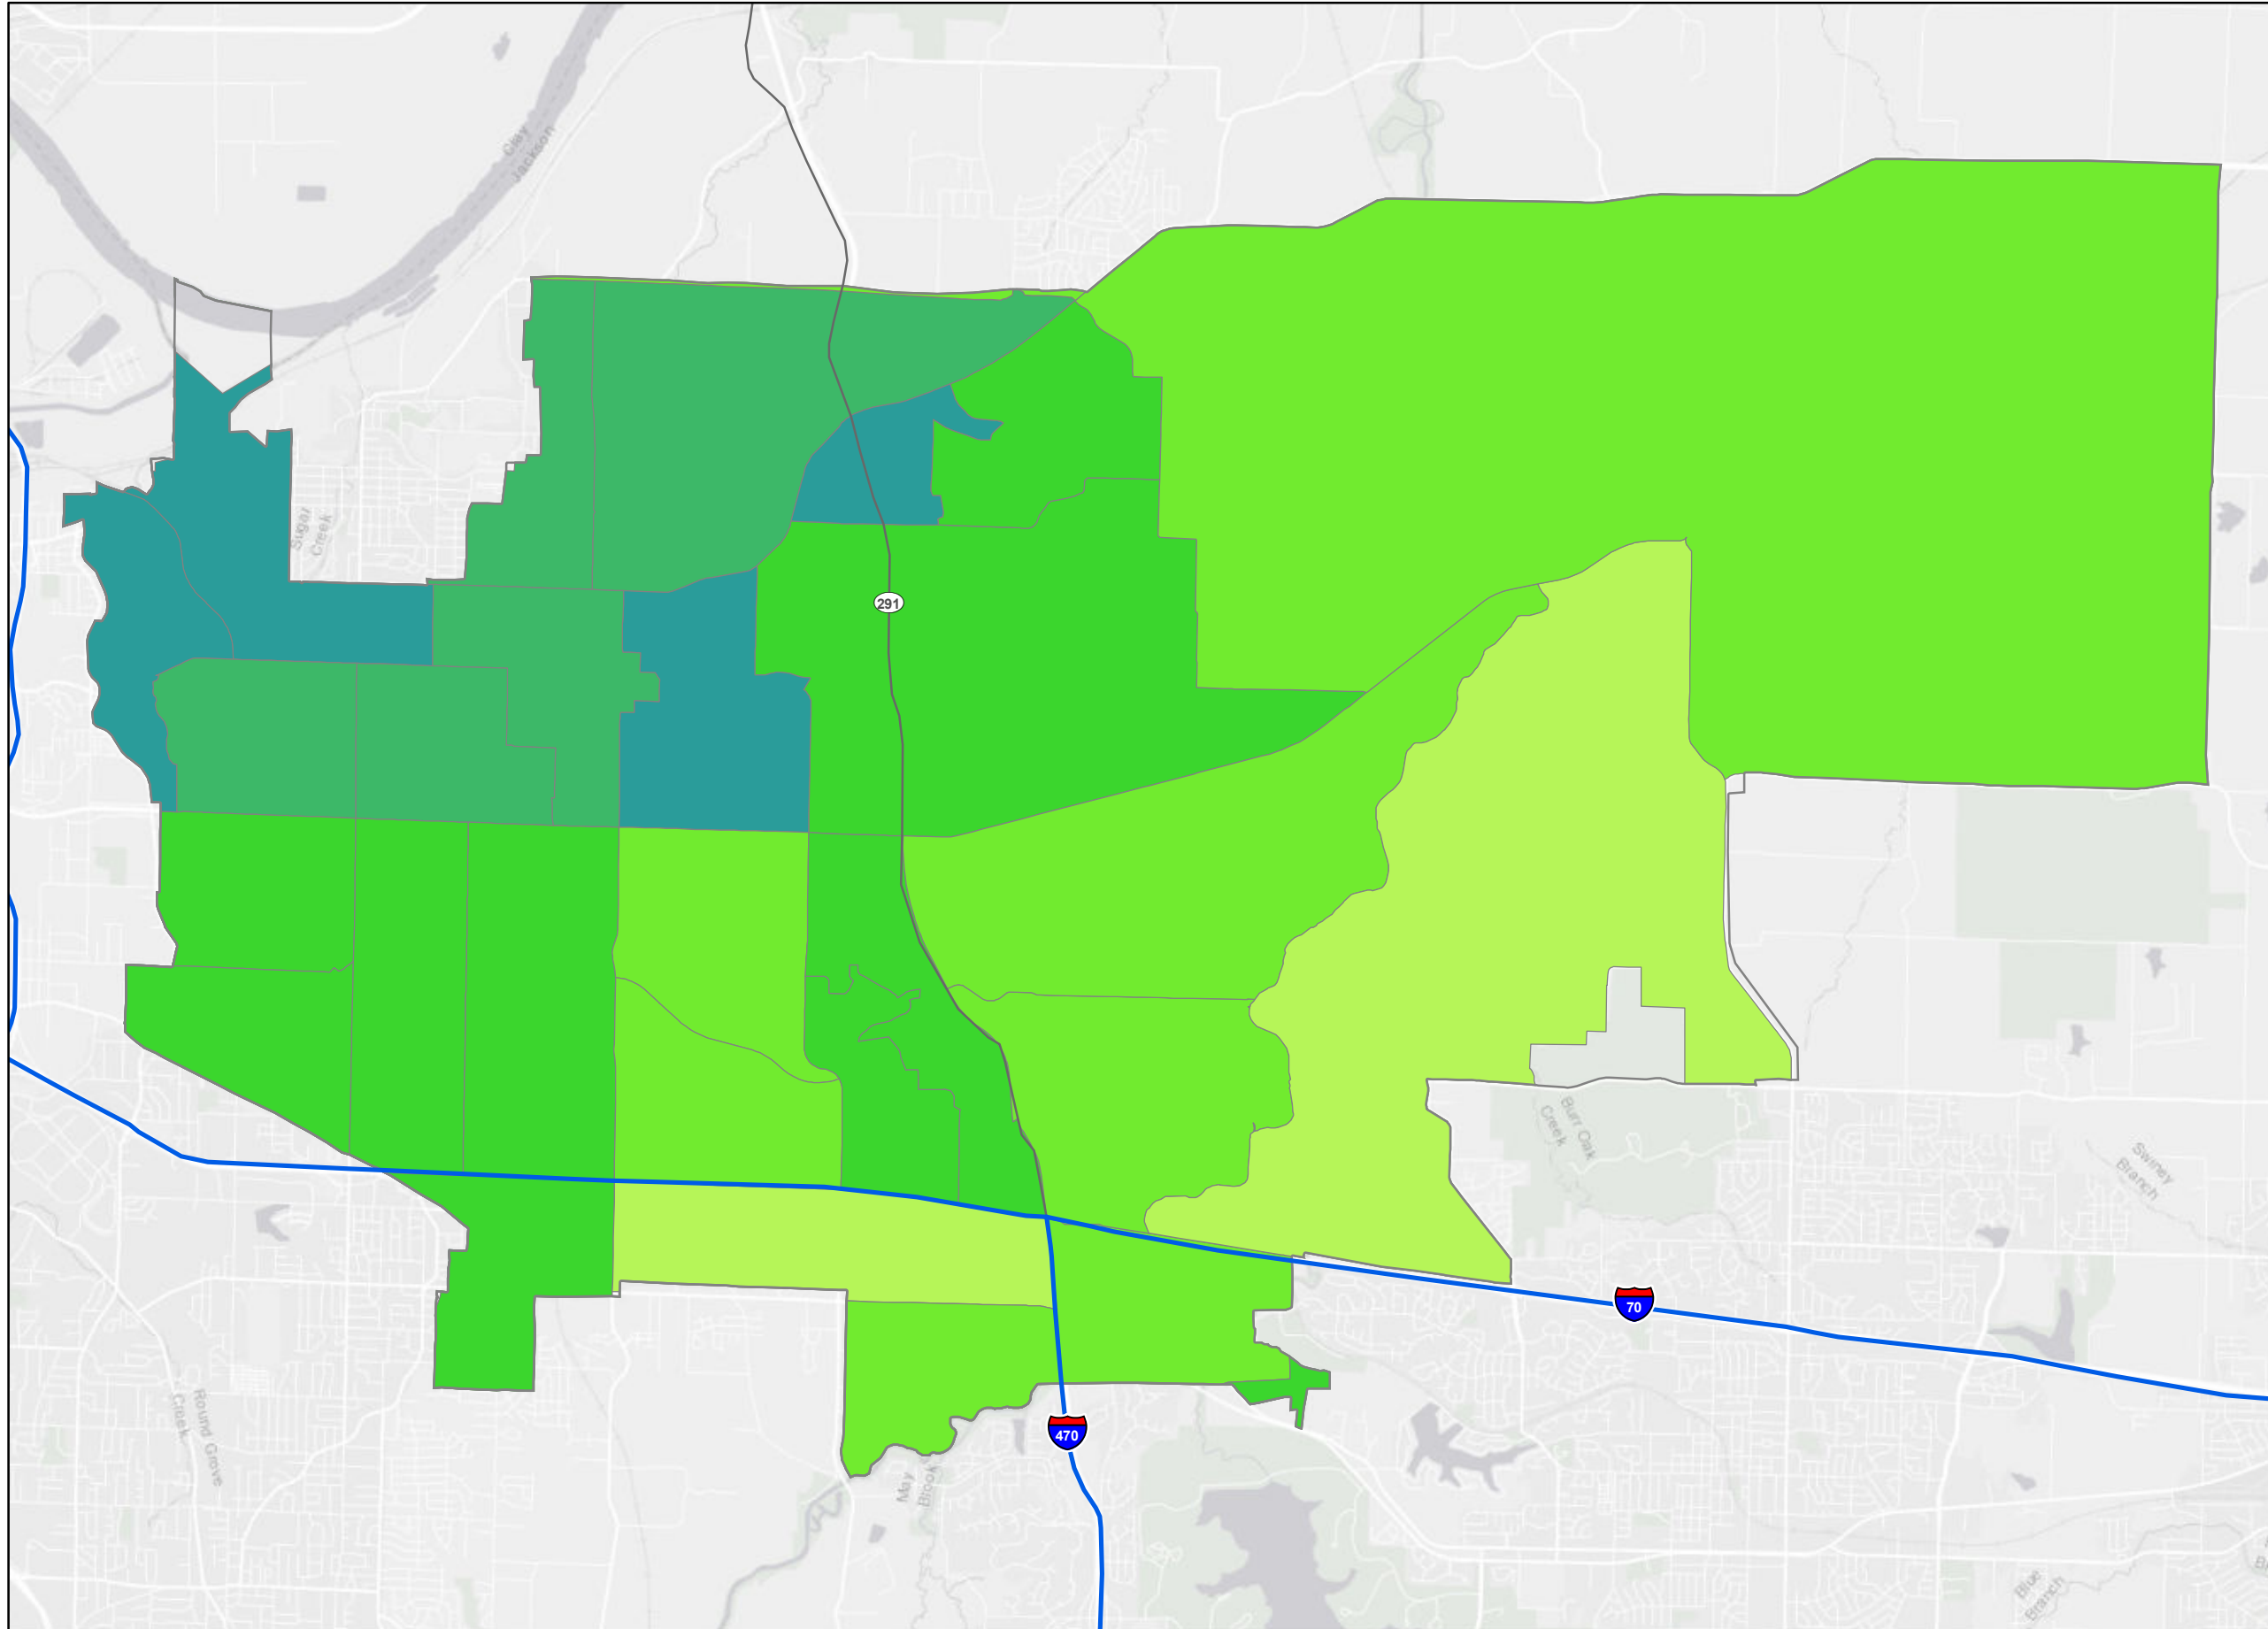 Clay
Jackson
Sugar
Creek
291
Burr Oak
Creek
Swiney
Branch
70
Round Grove
Creek
470
May
Brook
Blue
Branch